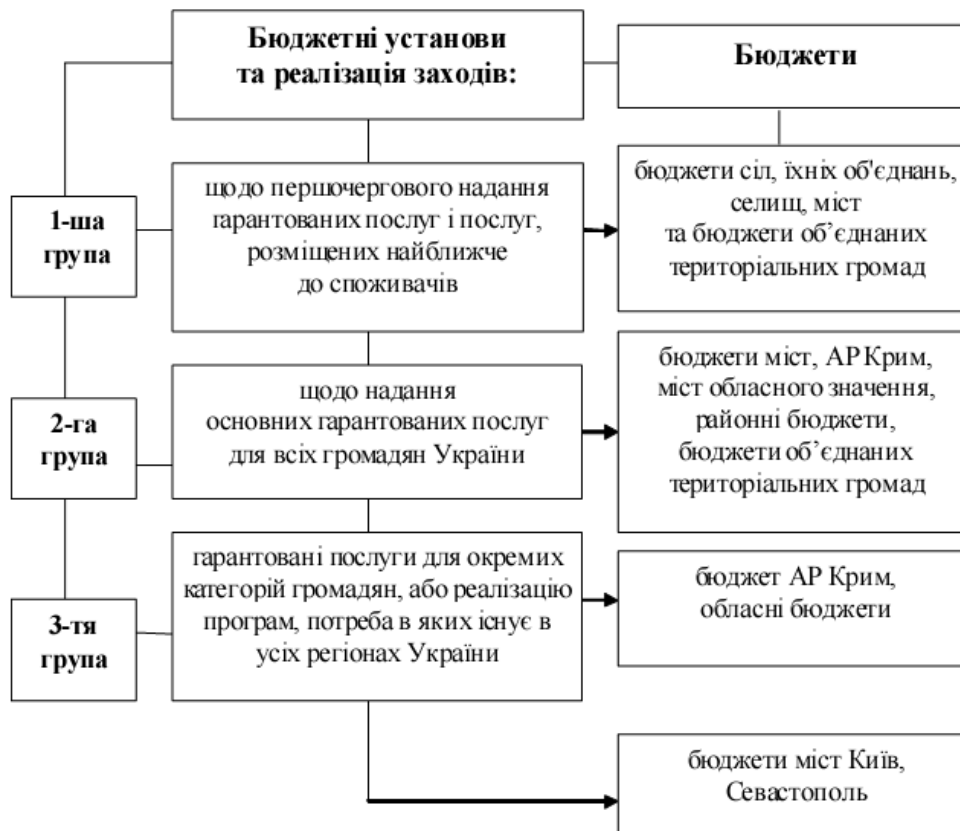 Бюджетні установи
та реалізація заходів:
Бюджети
1-ша
група
щодо першочергового надання
гарантованих послуг і послуг,
розміщених найближче
до споживачів
бюджети сіл, їхніх об'єднань,
селищ, міст
та бюджети об’єднаних
територіальних громад
2-га
група
щодо надання
основних гарантованих послуг
для всіх громадян України
бюджети міст, АР Крим,
міст обласного значення,
районні бюджети,
бюджети об’єднаних
територіальних громад
3-тя
група
гарантовані послуги для окремих
категорій громадян, або реалізацію
програм, потреба в яких існує в
усіх регіонах України
бюджет АР Крим,
обласні бюджети
бюджети міст Київ,
Севастополь